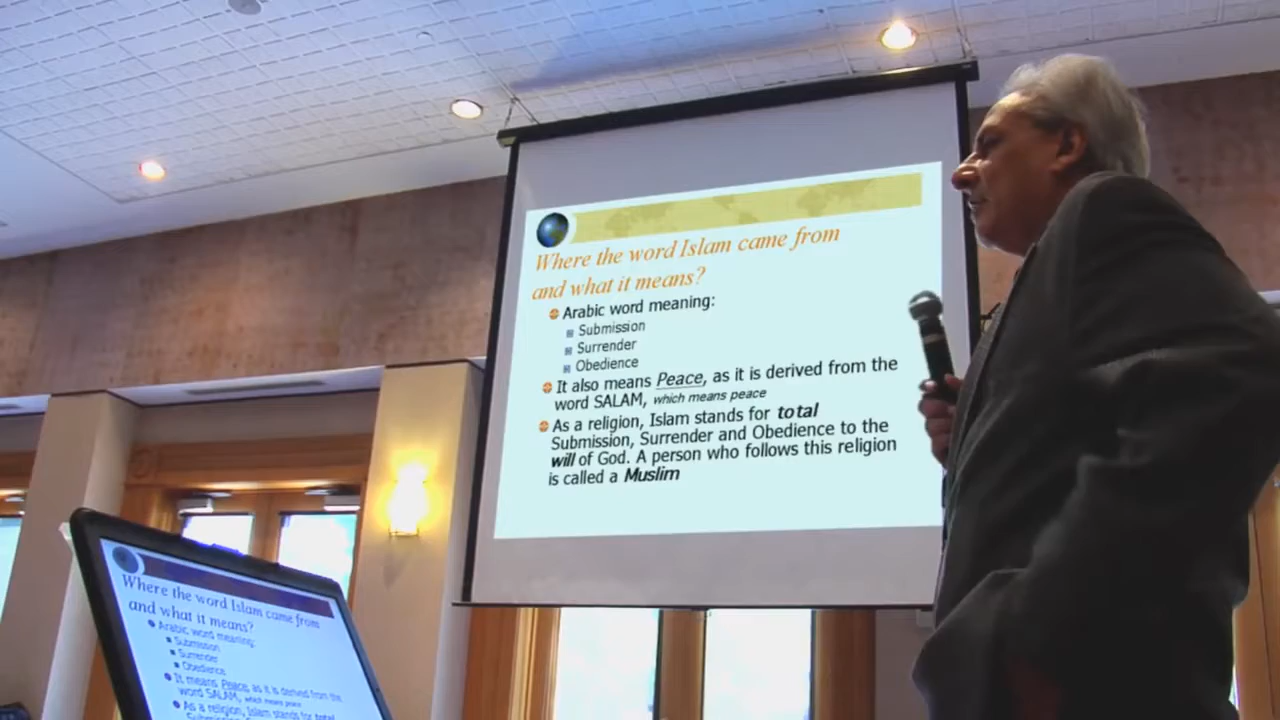 Where the word Islam came from
and what it means?
Arabic word meaning:
Submission
Surrender
Obedience
It also means Peace, as it is derived from the
word SALAM, which means peace
As a religion, Islam stands for total
Submission, Surrender and Obedience to the
will of God. A person who follows this religion
is called a Muslim
Where the word Islam came from
and what it means?
Arabic word meaning:
Submission
Surrender
Obedience
It means Peace, as it is derived from the
word SALAM, which means peace
As a religion, Islam stands for total